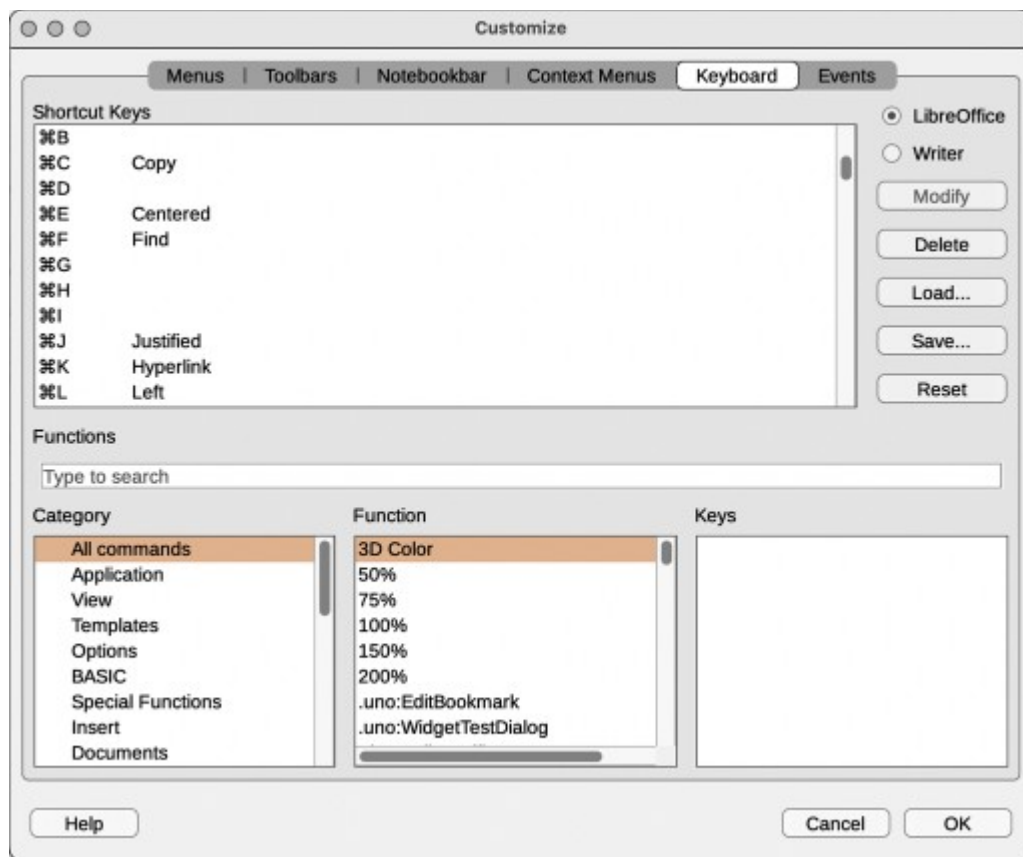 Customize
Menus | Toolbars | Notebookbar | Context Menus Keyboard Events
Shortcut Keys
⌘B
⌘C Copy
⌘D
⌘E Centered
⌘F Find
⌘G
⌘H
⌘I
⌘J Justified
⌘K Hyperlink
⌘L Left
LibreOffice
Writer
Modify
Delete
Load...
Save...
Reset
Functions
Type to search
Category
All commands
Application
View
Templates
Options
BASIC
Special Functions
Insert
Documents
Function
3D Color
50%
75%
100%
150%
200%
.uno:EditBookmark
.uno:WidgetTestDialog
Keys
Help
Cancel
OK